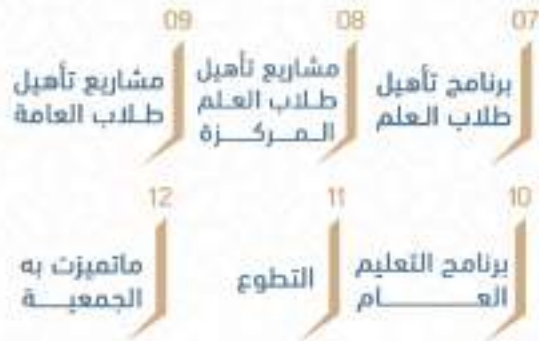 07
برنامج تأهيل
طلاب العلم
08
مشاريع تأهيل
طلاب العلم
المركزة
09
مشاريع تأهيل
طلاب العامة
10
برنامج التعليم
العام
11
التطوع
12
ماتميزت به
الجمعية